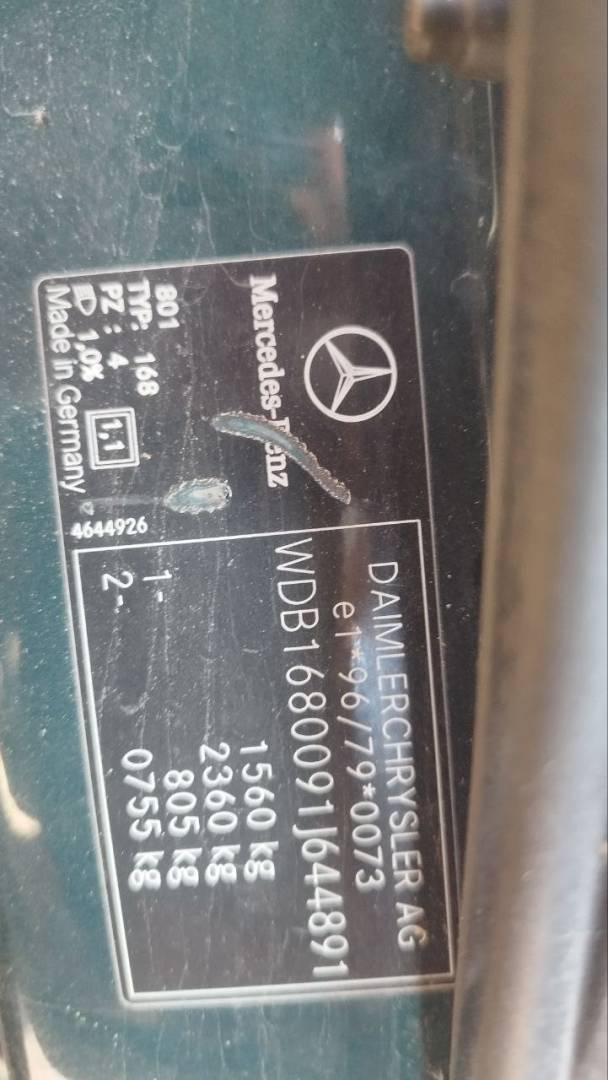 Mercedes-Benz
801
TYP: 168
PZ : 4
1,0%
1,1
Made in Germany
4644926
DAIMLERCHRYSLER AG
e1*96/79*0073
WDB1680091J644891
1560 kg
2360 kg
1- 805 kg
2- 0755 kg